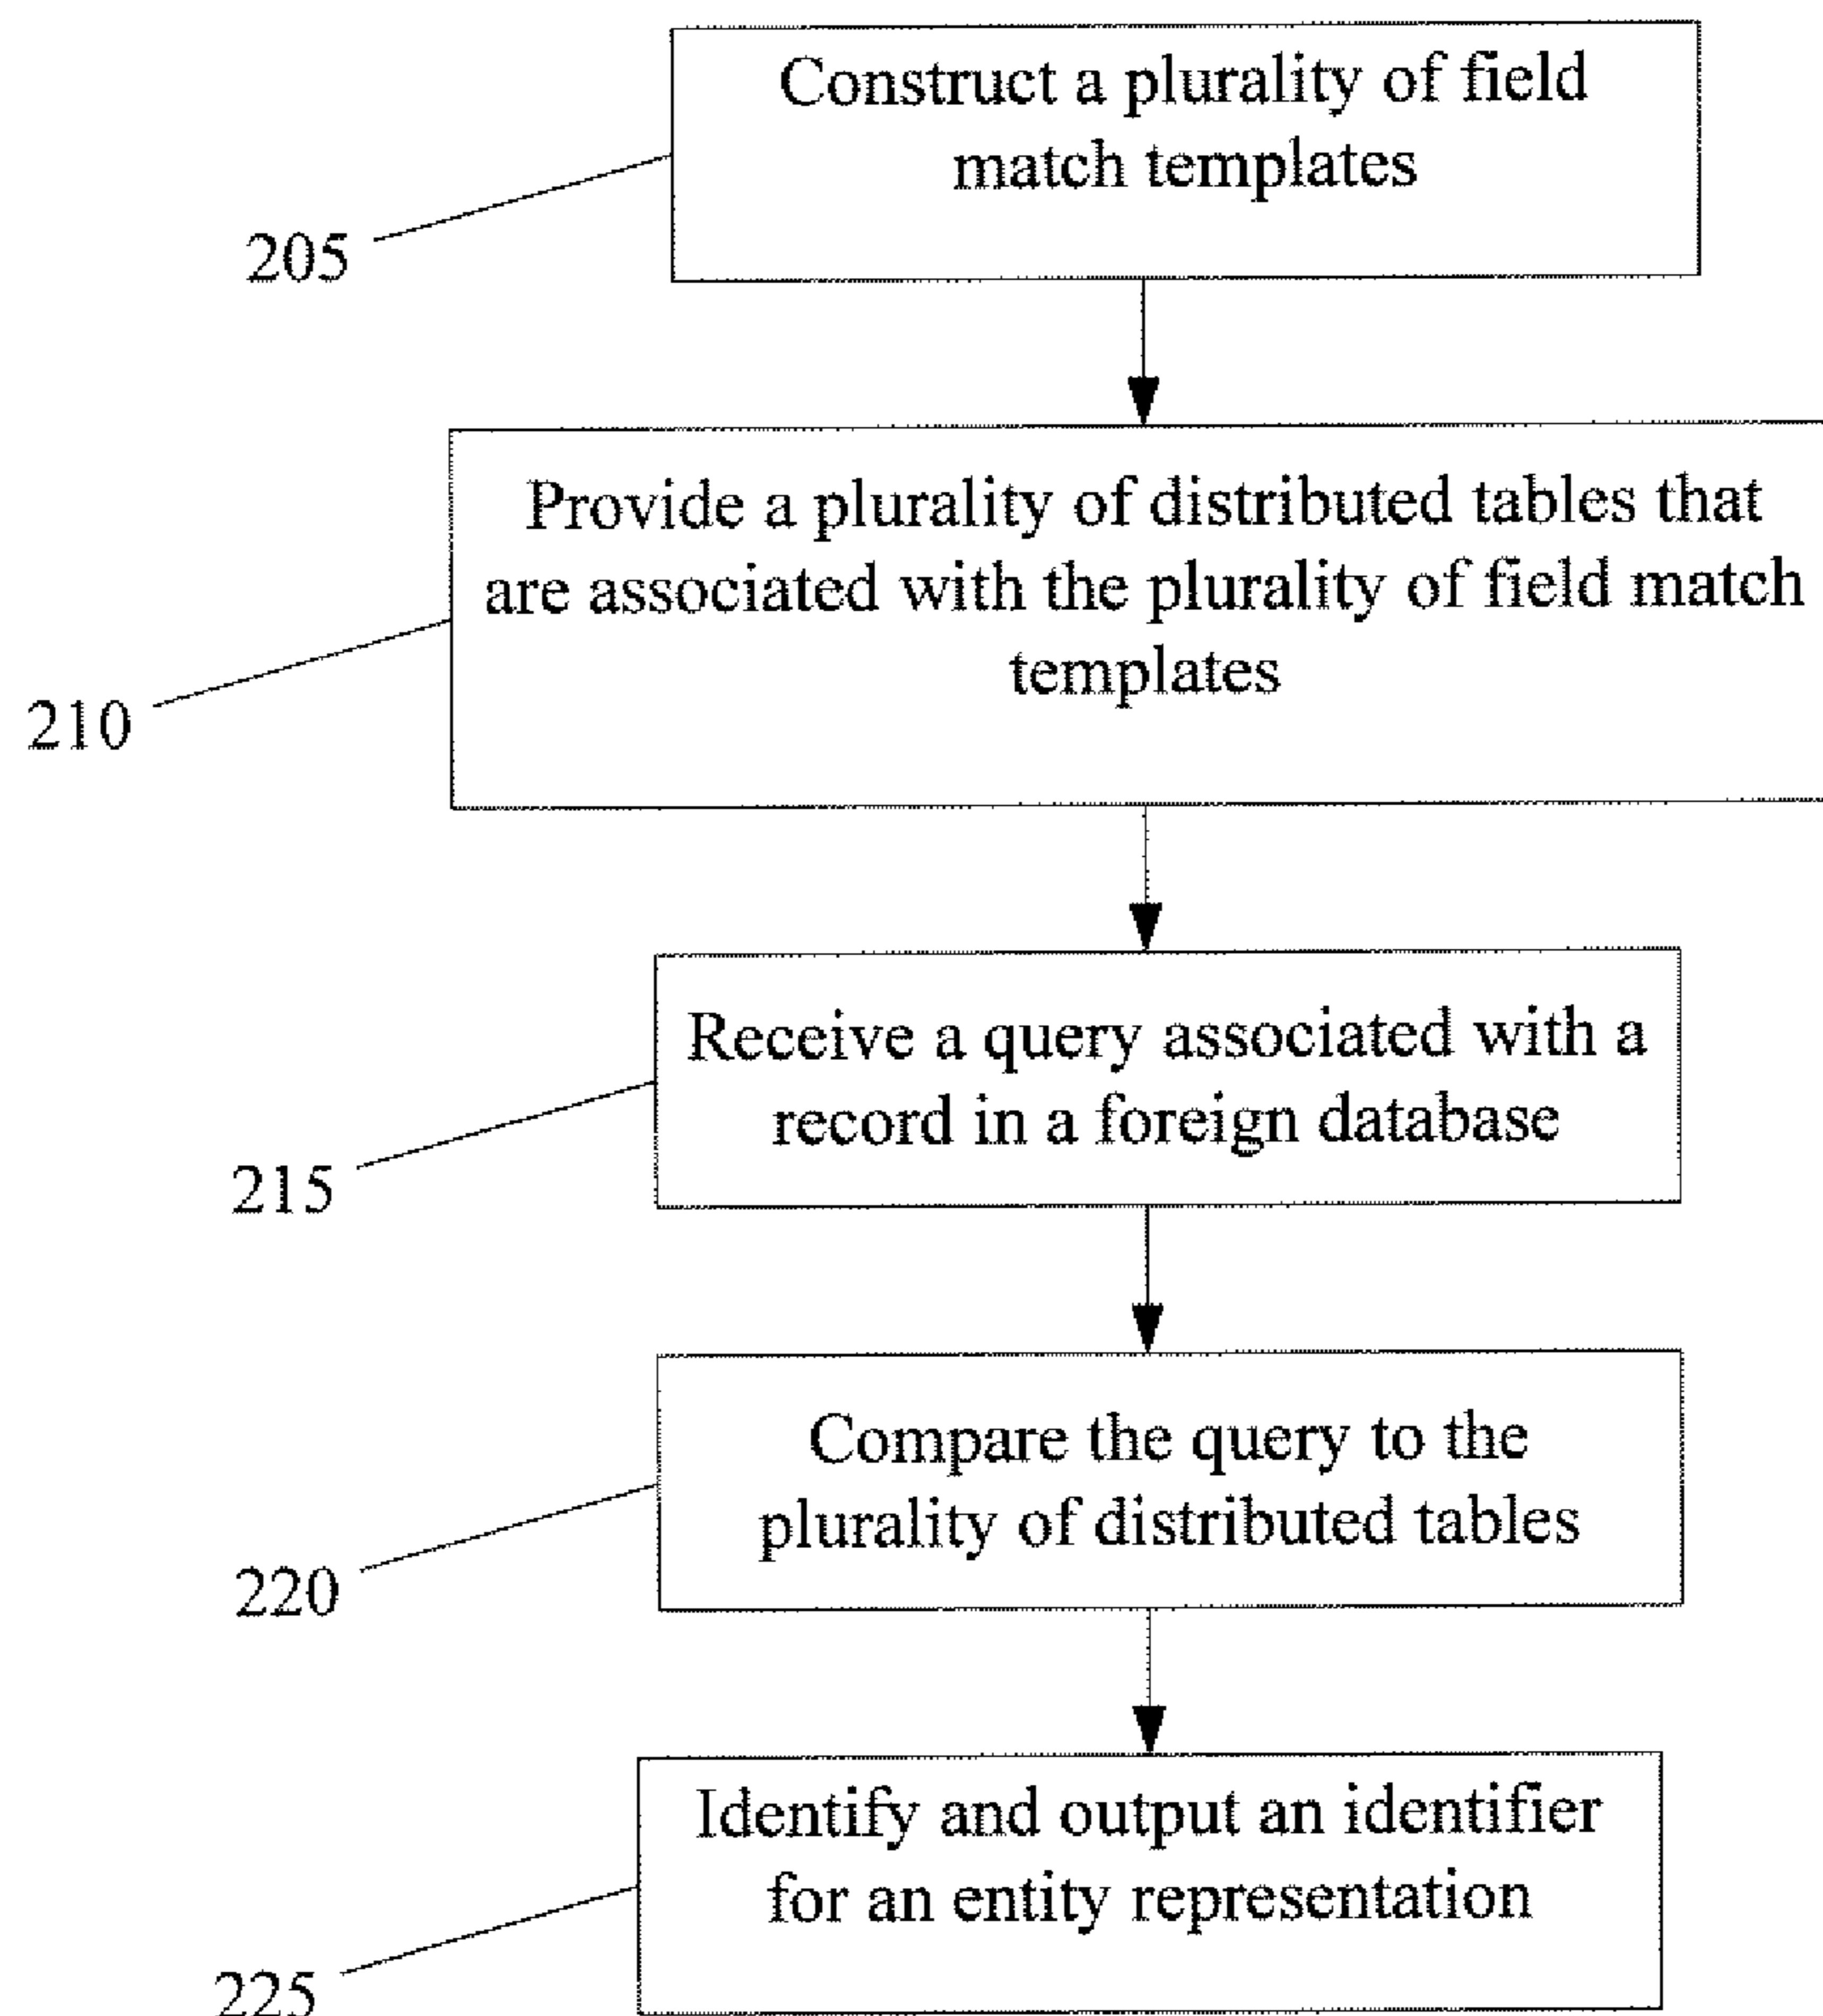 Construct a plurality of field
match templates
205
Provide a plurality of distributed tables that
are associated with the plurality of field match
templates
210
Receive a query associated with a
record in a foreign database
215
Compare the query to the
plurality of distributed tables
220
Identify and output an identifier
for an entity representation
225